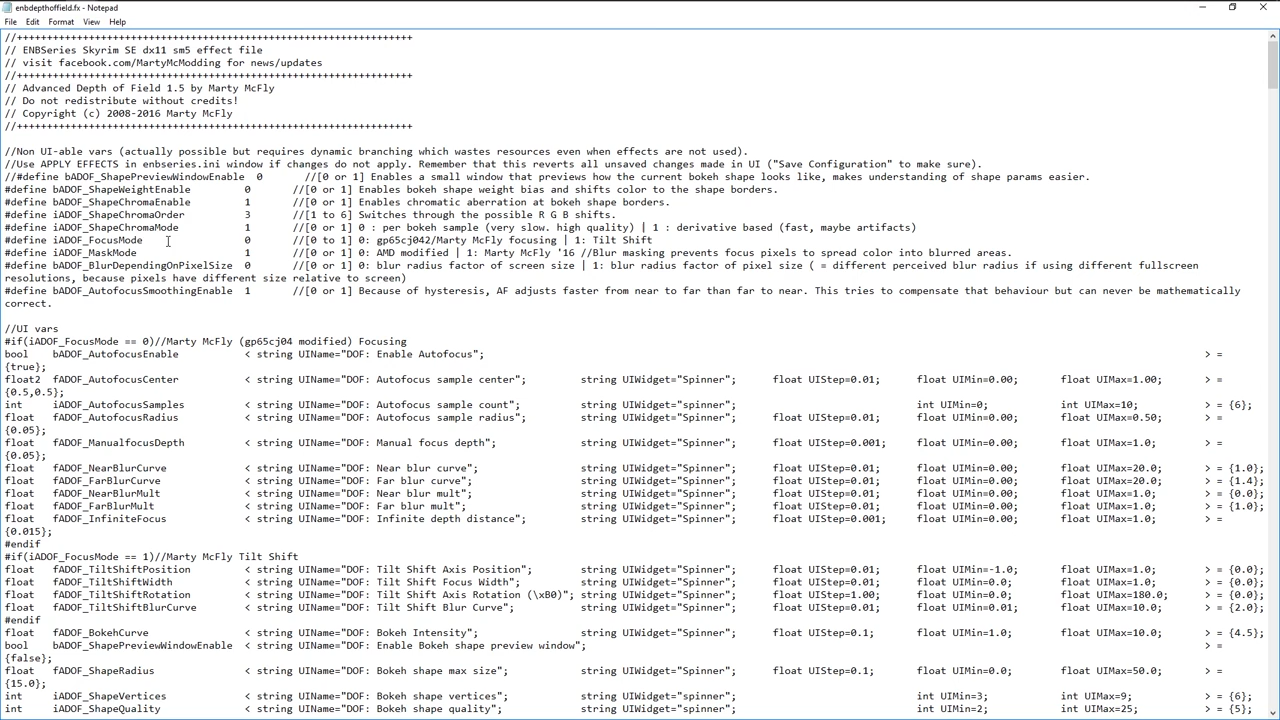 enbdepthoffield.fx - Notepad
File Edit Format View Help
//++++++++++++++++++++++++++++++++++++++++++++++++++++++++++++++++
// ENBSeries Skyrim SE dx11 sm5 effect file
// visit facebook.com/MartyMcModding for news/updates
//++++++++++++++++++++++++++++++++++++++++++++++++++++++++++++++++
// Advanced Depth of Field 1.5 by Marty McFly
// Do not redistribute without credits!
// Copyright (c) 2008-2016 Marty McFly
//++++++++++++++++++++++++++++++++++++++++++++++++++++++++++++++++
//Non UI-able vars (actually possible but requires dynamic branching which wastes resources even when effects are not used).
//Use APPLY EFFECTS in enbseries.ini window if changes do not apply. Remember that this reverts all unsaved changes made in UI ("Save Configuration" to make sure).
//#define bADOF_ShapePreviewWindowEnable 0 //[0 or 1] Enables a small window that previews how the current bokeh shape looks like, makes understanding of shape params easier.
#define bADOF_ShapeWeightEnable 0 //[0 or 1] Enables bokeh shape weight bias and shifts color to the shape borders.
#define bADOF_ShapeChromaEnable 1 //[0 or 1] Enables chromatic aberration at bokeh shape borders.
#define iADOF_ShapeChromaOrder 3 //[1 to 6] Switches through the possible R G B shifts.
#define iADOF_ShapeChromaMode 1 //[0 or 1] 0 : per bokeh sample (very slow. high quality) | 1 : derivative based (fast, maybe artifacts)
#define iADOF_FocusMode 0 //[0 to 1] 0: gp65cj042/Marty McFly focusing | 1: Tilt Shift
#define iADOF_MaskMode 1 //[0 or 1] 0: AMD modified | 1: Marty McFly '16 //Blur masking prevents focus pixels to spread color into blurred areas.
#define bADOF_BlurDependingOnPixelSize 0 //[0 or 1] 0: blur radius factor of screen size | 1: blur radius factor of pixel size ( = different perceived blur radius if using different fullscreen
resolutions, because pixels have different size relative to screen)
#define bADOF_AutofocusSmoothingEnable 1 //[0 or 1] Because of hysteresis, AF adjusts faster from near to far than far to near. This tries to compensate that behaviour but can never be mathematically
correct.
//UI vars
#if(iADOF_FocusMode == 0)//Marty McFly (gp65cj04 modified) Focusing
bool bADOF_AutofocusEnable < string UIName="DOF: Enable Autofocus"; > =
{true};
float2 fADOF_AutofocusCenter < string UIName="DOF: Autofocus sample center"; string UIWidget="Spinner"; float UIStep=0.01; float UIMin=0.00; float UIMax=1.00; > =
{0.5,0.5};
int iADOF_AutofocusSamples < string UIName="DOF: Autofocus sample count"; string UIWidget="spinner"; int UIMin=0; int UIMax=10; > = {6};
float fADOF_AutofocusRadius < string UIName="DOF: Autofocus sample radius"; string UIWidget="Spinner"; float UIStep=0.01; float UIMin=0.00; float UIMax=0.50; > =
{0.05};
float fADOF_ManualfocusDepth < string UIName="DOF: Manual focus depth"; string UIWidget="Spinner"; float UIStep=0.001; float UIMin=0.00; float UIMax=1.0; > =
{0.05};
float fADOF_NearBlurCurve < string UIName="DOF: Near blur curve"; string UIWidget="Spinner"; float UIStep=0.01; float UIMin=0.00; float UIMax=20.0; > = {1.0};
float fADOF_FarBlurCurve < string UIName="DOF: Far blur curve"; string UIWidget="Spinner"; float UIStep=0.01; float UIMin=0.00; float UIMax=20.0; > = {1.4};
float fADOF_NearBlurMult < string UIName="DOF: Near blur mult"; string UIWidget="Spinner"; float UIStep=0.01; float UIMin=0.00; float UIMax=1.0; > = {0.0};
float fADOF_FarBlurMult < string UIName="DOF: Far blur mult"; string UIWidget="Spinner"; float UIStep=0.01; float UIMin=0.00; float UIMax=1.0; > = {1.0};
float fADOF_InfiniteFocus < string UIName="DOF: Infinite depth distance"; string UIWidget="Spinner"; float UIStep=0.001; float UIMin=0.00; float UIMax=1.0; > =
{0.015};
#endif
#if(iADOF_FocusMode == 1)//Marty McFly Tilt Shift
float fADOF_TiltShiftPosition < string UIName="DOF: Tilt Shift Axis Position"; string UIWidget="Spinner"; float UIStep=0.01; float UIMin=-1.0; float UIMax=1.0; > = {0.0};
float fADOF_TiltShiftWidth < string UIName="DOF: Tilt Shift Focus Width"; string UIWidget="Spinner"; float UIStep=0.01; float UIMin=0.0; float UIMax=1.0; > = {0.0};
float fADOF_TiltShiftRotation < string UIName="DOF: Tilt Shift Axis Rotation (\xB0)"; string UIWidget="Spinner"; float UIStep=1.00; float UIMin=0.0; float UIMax=180.0; > = {0.0};
float fADOF_TiltShiftBlurCurve < string UIName="DOF: Tilt Shift Blur Curve"; string UIWidget="Spinner"; float UIStep=0.01; float UIMin=0.01; float UIMax=10.0; > = {2.0};
#endif
float fADOF_BokehCurve < string UIName="DOF: Bokeh Intensity"; string UIWidget="Spinner"; float UIStep=0.1; float UIMin=1.0; float UIMax=10.0; > = {4.5};
bool bADOF_ShapePreviewWindowEnable < string UIName="DOF: Enable Bokeh shape preview window"; > =
{false};
float fADOF_ShapeRadius < string UIName="DOF: Bokeh shape max size"; string UIWidget="Spinner"; float UIStep=0.1; float UIMin=0.0; float UIMax=50.0; > =
{15.0};
int iADOF_ShapeVertices < string UIName="DOF: Bokeh shape vertices"; string UIWidget="spinner"; int UIMin=3; int UIMax=9; > = {6};
int iADOF_ShapeQuality < string UIName="DOF: Bokeh shape quality"; string UIWidget="spinner"; int UIMin=2; int UIMax=25; > = {5};